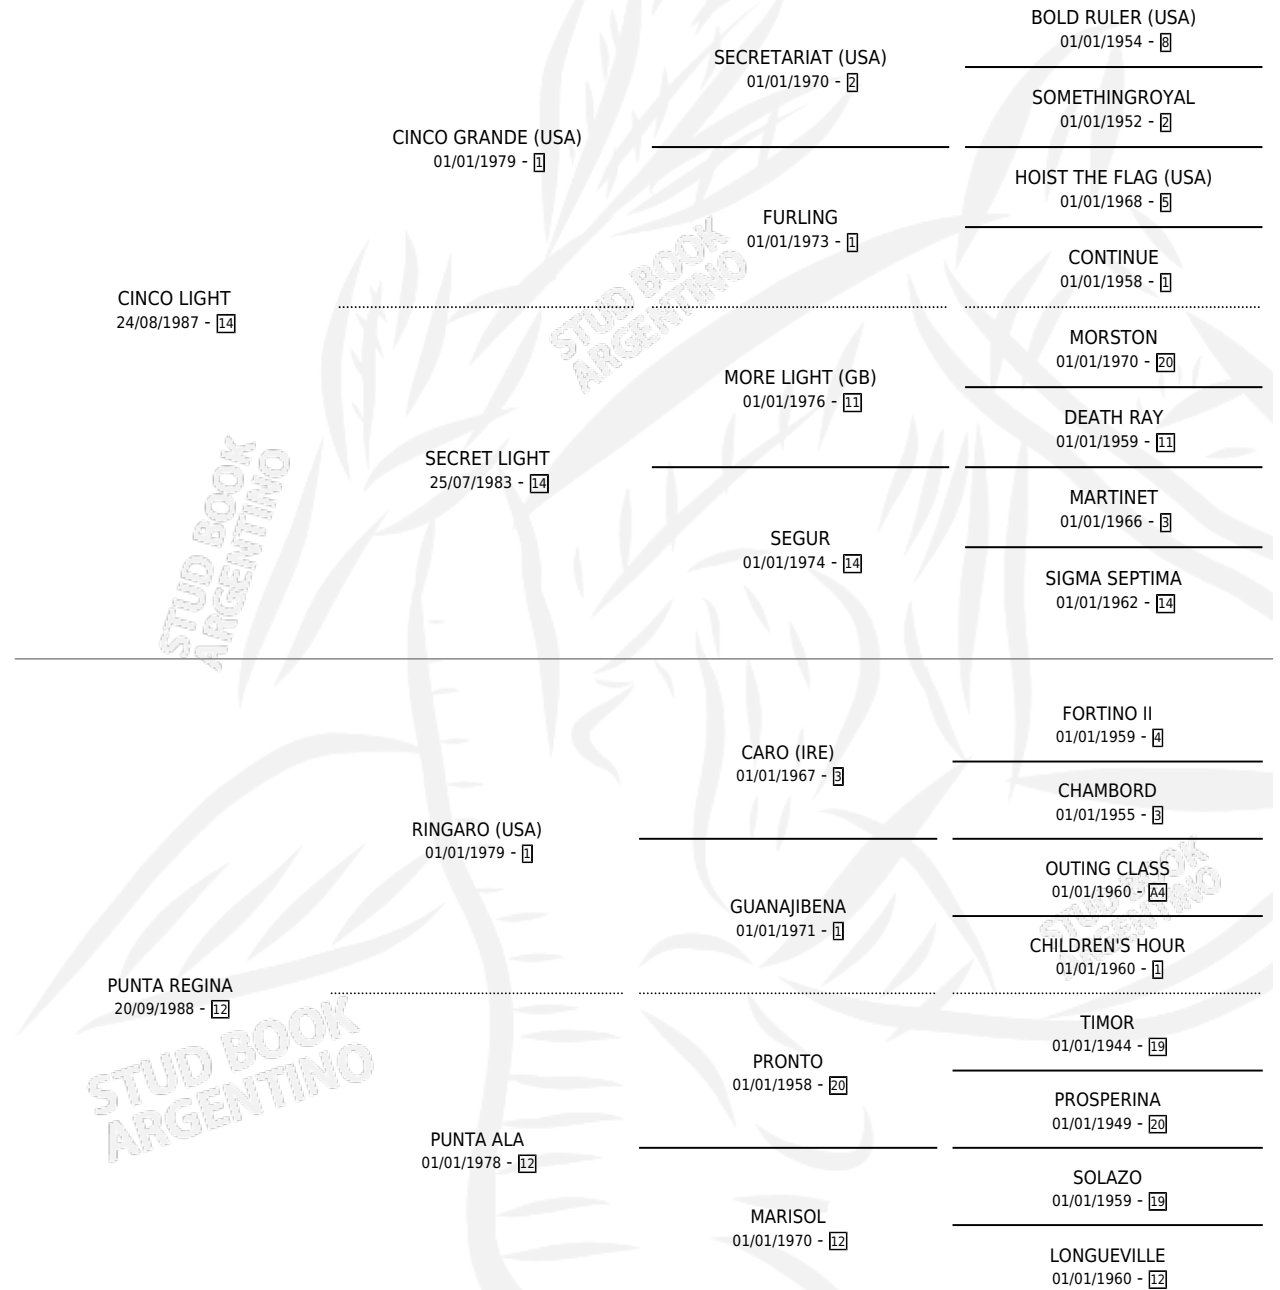 BOLD RULER (USA)
01/01/1954 - 8
SECRETARIAT (USA)
01/01/1970 - 2
SOMETHINGROYAL
01/01/1952 - 2
CINCO GRANDE (USA)
01/01/1979 - 1
HOIST THE FLAG (USA)
01/01/1968 - 5
FURLING
01/01/1973 - 1
CONTINUE
01/01/1958 - 1
CINCO LIGHT
24/08/1987 - 14
MORSTON
01/01/1970 - 20
MORE LIGHT (GB)
01/01/1976 - 11
DEATH RAY
01/01/1959 - 11
SECRET LIGHT
25/07/1983 - 14
MARTINET
01/01/1966 - 3
SEGUR
01/01/1974 - 14
SIGMA SEPTIMA
01/01/1962 - 14
FORTINO II
01/01/1959 - 4
CARO (IRE)
01/01/1967 - 3
CHAMBORD
01/01/1955 - 3
RINGARO (USA)
01/01/1979 - 1
OUTING CLASS
01/01/1960 - A4
GUANAJIBENA
01/01/1971 - 1
CHILDREN'S HOUR
01/01/1960 - 1
PUNTA REGINA
20/09/1988 - 12
TIMOR
01/01/1944 - 19
PRONTO
01/01/1958 - 20
PROSPERINA
01/01/1949 - 20
PUNTA ALA
01/01/1978 - 12
SOLAZO
01/01/1959 - 19
MARISOL
01/01/1970 - 12
LONGUEVILLE
01/01/1960 - 12
STUD BOOK
ARGENTINO
STUD BOOK
ARGENTINO
STUD BOOK
ARGENTINO
STUD BOOK
ARGENTINO